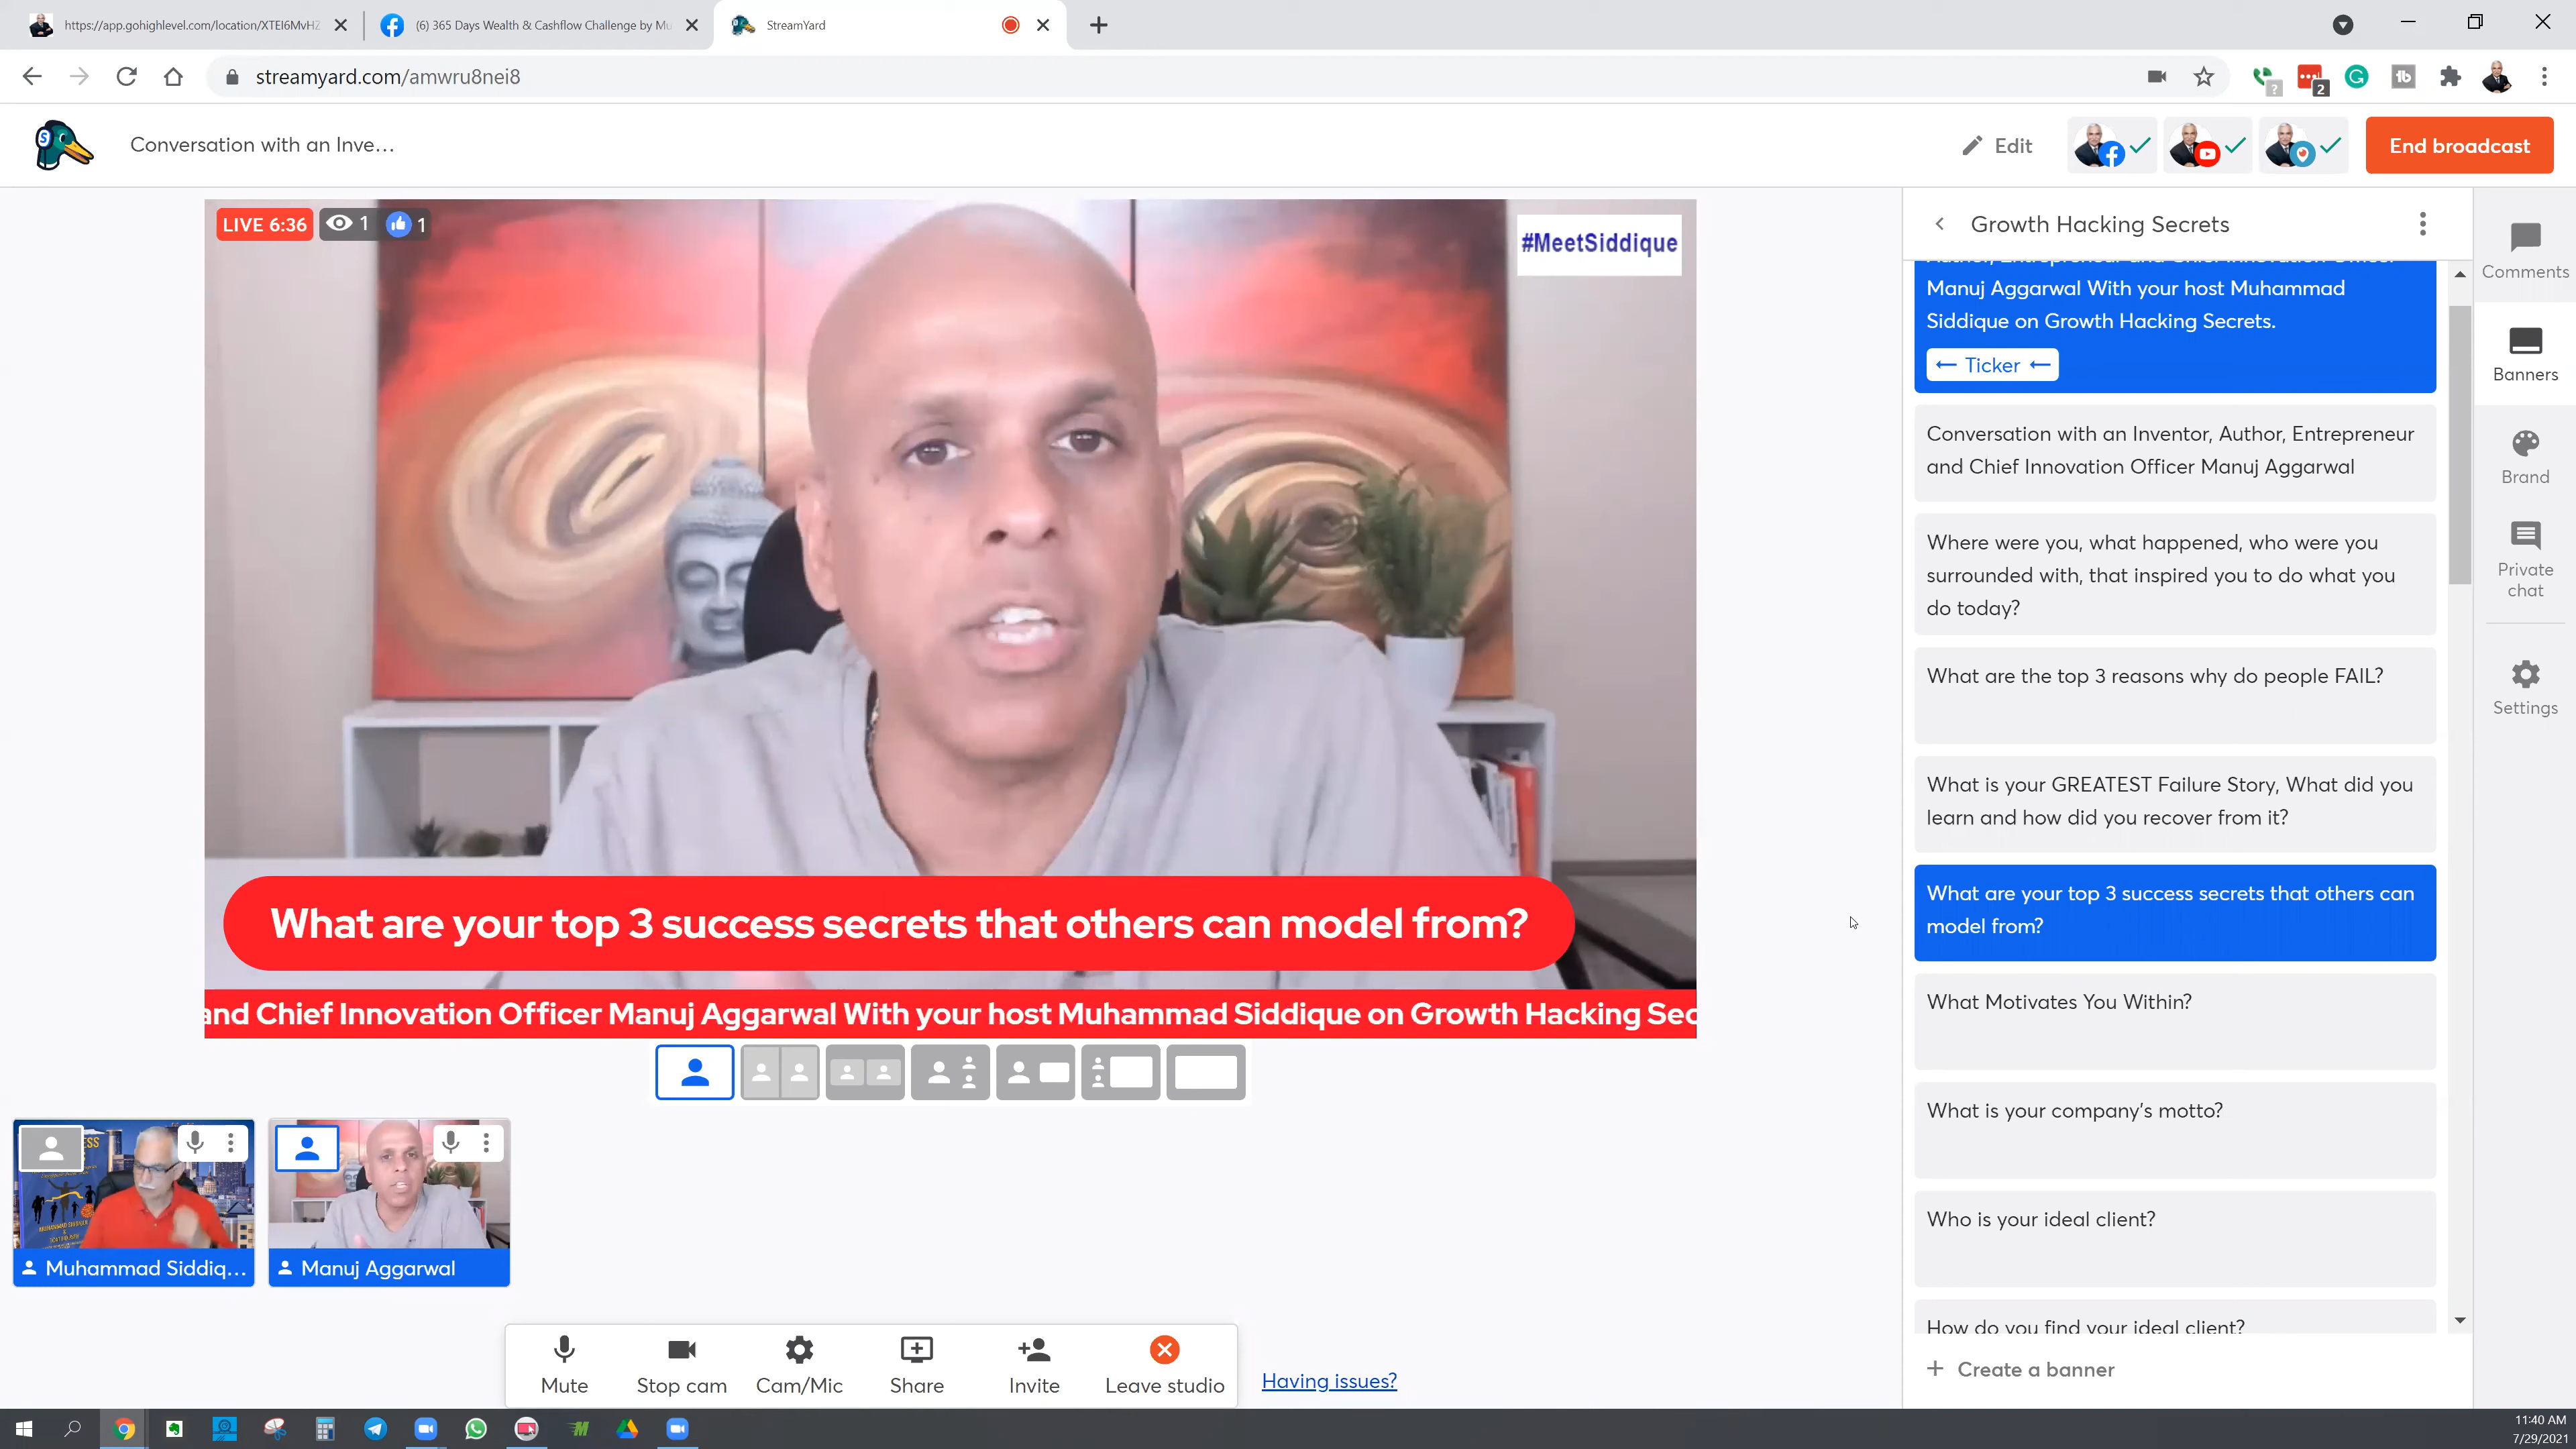 https://app.gohighlevel.com/location/XTEI6MvHZ
(6) 365 Days Wealth & Cashflow Challenge by Mu
StreamYard
streamyard.com/amwru8nei8
2
Conversation with an Inve...
Edit
End broadcast
LIVE 6:36
1
1
#MeetSiddique
What are your top 3 success secrets that others can model from?
and Chief Innovation Officer Manuj Aggarwal With your host Muhammad Siddique on Growth Hacking Sec
Muhammad Siddiq...
Manuj Aggarwal
Mute
Stop cam
Cam/Mic
Share
Invite
Leave studio
Having issues?
Growth Hacking Secrets
Author, Entrepreneur and Chief Innovation Officer
Manuj Aggarwal With your host Muhammad
Siddique on Growth Hacking Secrets.
← Ticker ←
Conversation with an Inventor, Author, Entrepreneur
and Chief Innovation Officer Manuj Aggarwal
Where were you, what happened, who were you
surrounded with, that inspired you to do what you
do today?
What are the top 3 reasons why do people FAIL?
What is your GREATEST Failure Story, What did you
learn and how did you recover from it?
What are your top 3 success secrets that others can
model from?
What Motivates You Within?
What is your company's motto?
Who is your ideal client?
How do you find your ideal client?
+ Create a banner
Comments
Banners
Brand
Private
chat
Settings
11:40 AM
7/29/2021